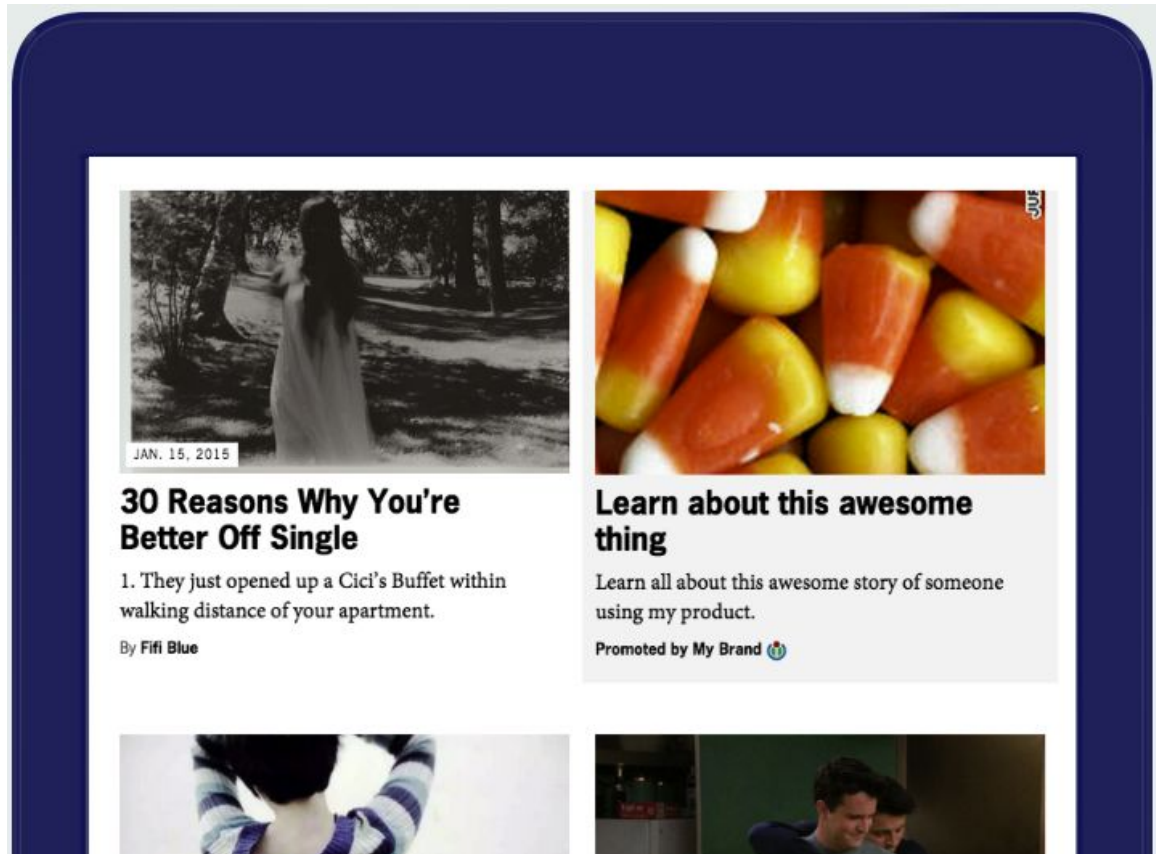 JAN. 15, 2015
30 Reasons Why You're
Better Off Single
1. They just opened up a Cici's Buffet within
walking distance of your apartment.
By Fifi Blue
Learn about this awesome
thing
Learn all about this awesome story of someone
using my product.
Promoted by My Brand